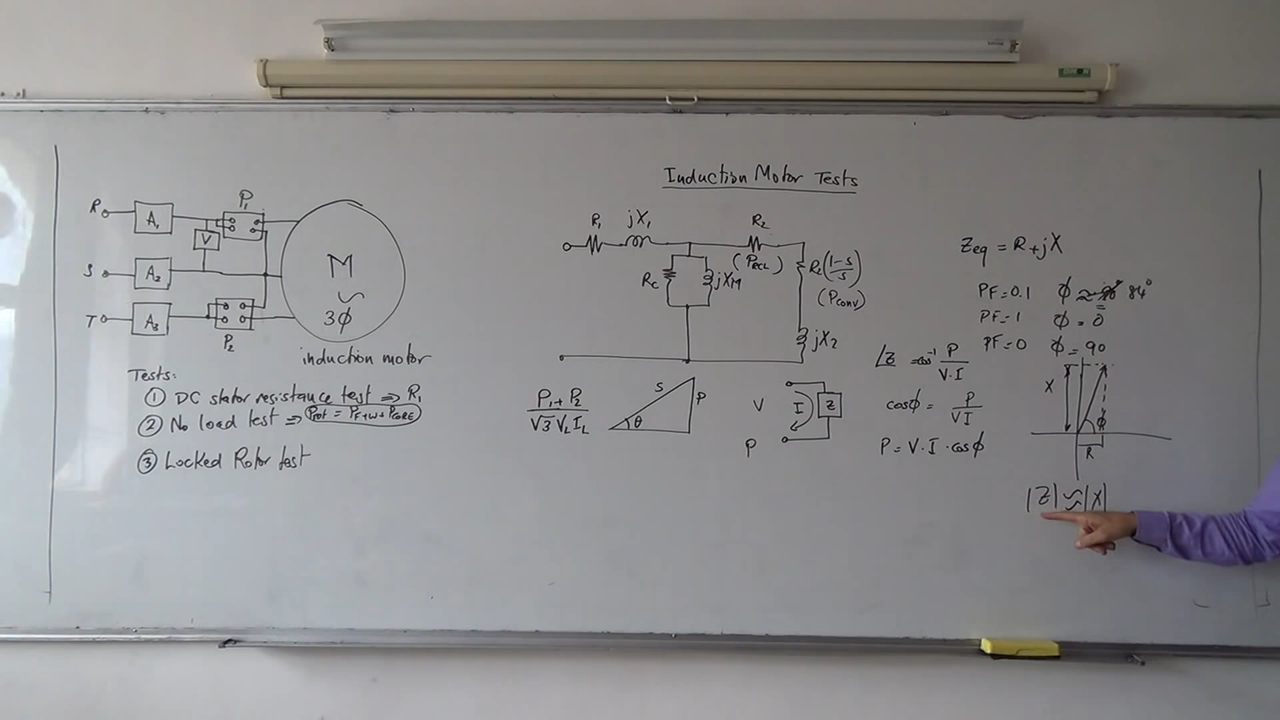 Induction Motor Tests
R
A1
P1
V
S
A2
T
A3
P2
M
3ϕ
induction motor
Tests:
① DC stator resistance test ⇒ R1
② No load test ⇒ Prot = PF+W + PCORE
③ Locked Rotor test
R1
jX1
RC
jXM
R2
(PRCL)
R2(1-s/s)
(PCONV)
jX2
P1+P2/√3 VL IL
S
P
θ
V
I
Z
P
∠Z = cos⁻¹ P/V·I
cosϕ = P/VI
P = V·I·cosϕ
Zeq = R+jX
PF=0.1 ϕ ≈ 84°
PF=1 ϕ = 0
PF=0 ϕ = 90
X
ϕ
R
|Z| ≈ |X|